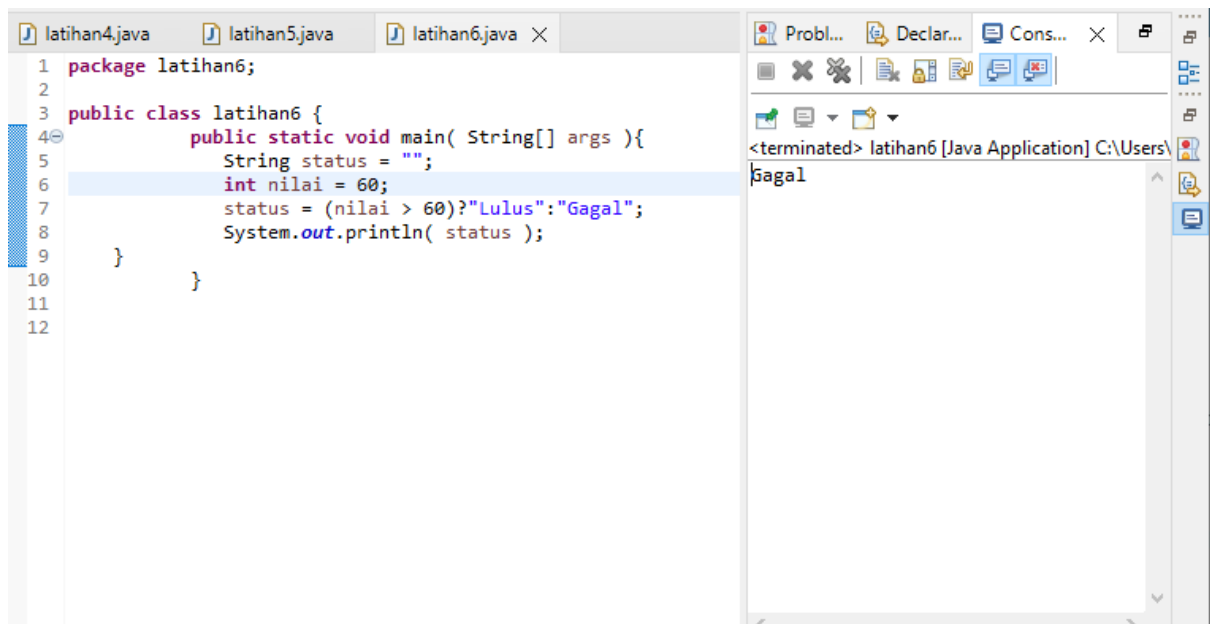 latihan4.java latihan5.java latihan6.java
1 package latihan6;
2
3 public class latihan6 {
4 public static void main( String[] args ){
5 String status = "";
6 int nilai = 60;
7 status = (nilai > 60)?"Lulus":"Gagal";
8 System.out.println( status );
9 }
10 }
11
12
Probl... Declar... Cons...
<terminated> latihan6 [Java Application] C:\Users\
Gagal